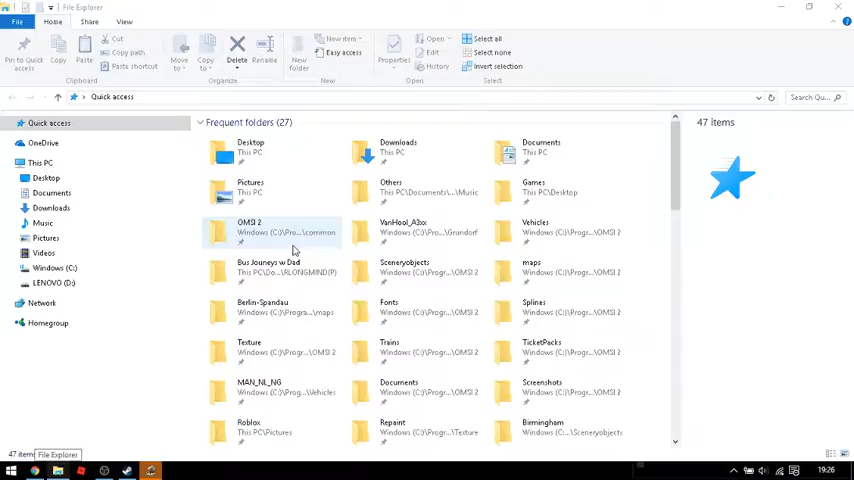 File Explorer
File
Home
Share
View
Pin to Quick access
Copy
Paste
Cut
Copy path
Paste shortcut
Clipboard
Move to
Copy to
Delete
Rename
Organize
New folder
New item
Easy access
New
Properties
Open
Edit
History
Open
Select all
Select none
Invert selection
Select
Quick access
Search Qu...
Quick access
OneDrive
This PC
Desktop
Documents
Downloads
Music
Pictures
Videos
Windows (C:)
LENOVO (D:)
Network
Homegroup
Frequent folders (27)
Desktop
This PC
Downloads
This PC
Documents
This PC
Pictures
This PC
Others
This PC\Documents\...\Music
Games
This PC\Desktop
OMSI 2
Windows (C:)\Pro...\common
VanHool_A3xx
Windows (C:)\Pro...\Grundorf
Vehicles
Windows (C:)\Progr...\OMSI 2
Bus Jouneys w Dad
This PC\Do...\RLONGMIND(P)
Sceneryobjects
Windows (C:)\Progr...\OMSI 2
maps
Windows (C:)\Progr...\OMSI 2
Berlin-Spandau
Windows (C:)\Progra...\maps
Fonts
Windows (C:)\Progr...\OMSI 2
Splines
Windows (C:)\Progr...\OMSI 2
Texture
Windows (C:)\Progr...\OMSI 2
Trains
Windows (C:)\Progr...\OMSI 2
TicketPacks
Windows (C:)\Progr...\OMSI 2
MAN_NL_NG
Windows (C:)\Prog...\Vehicles
Documents
Windows (C:)\Progr...\OMSI 2
Screenshots
Windows (C:)\Progr...\OMSI 2
Roblox
This PC\Pictures
Repaint
Windows (C:)\Progr...\Texture
Birmingham
Windows (C:\...\Sceneryobjects
47 items
47 items
File Explorer
19:26